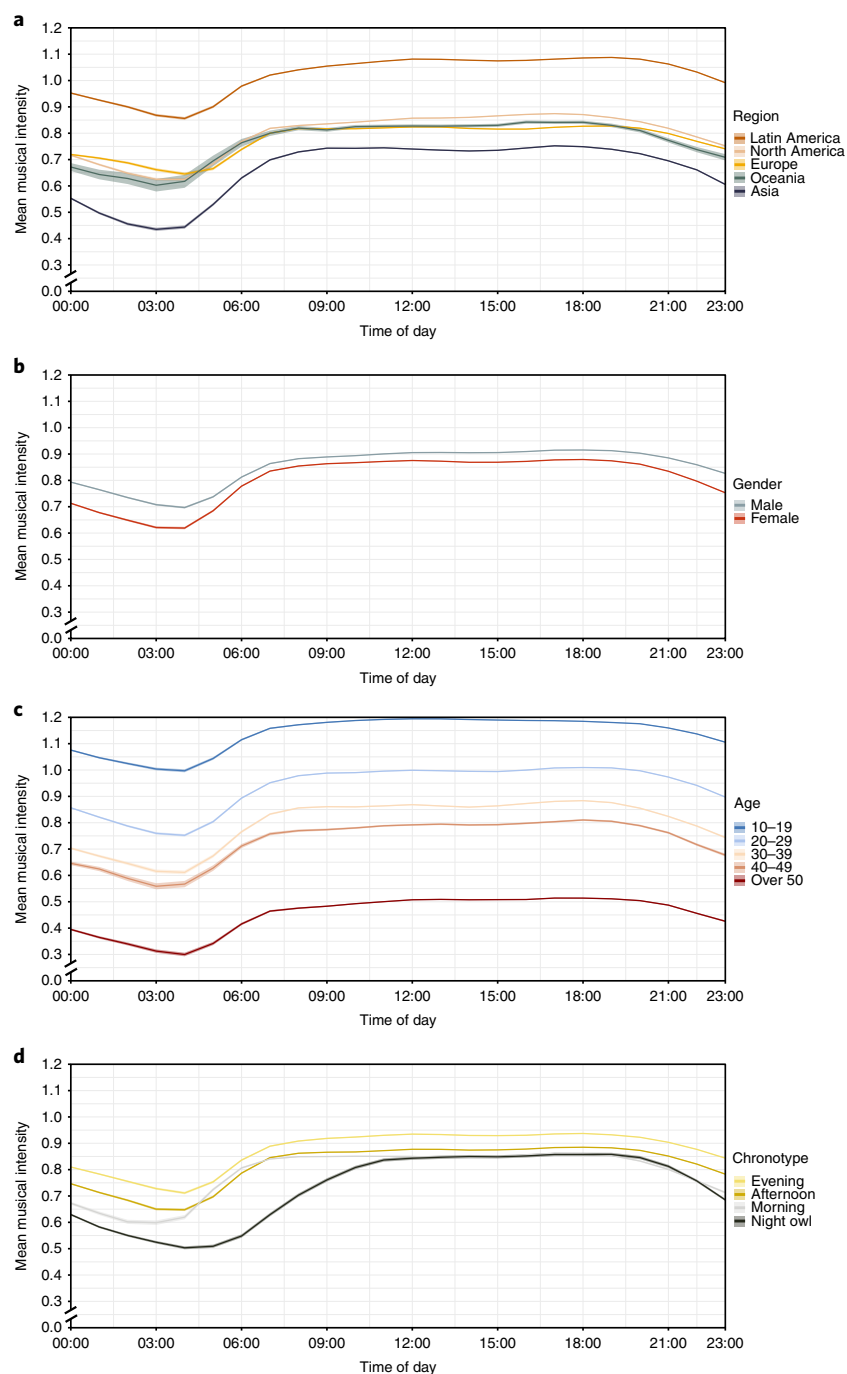 a
1.2
1.1
1.0
0.9
0.8
0.7
0.6
0.5
0.4
0.3
0.0
Mean musical intensity
00:00 03:00 06:00 09:00 12:00 15:00 18:00 21:00 23:00
Time of day
Region
Latin America
North America
Europe
Oceania
Asia
b
1.2
1.1
1.0
0.9
0.8
0.7
0.6
0.5
0.4
0.3
0.0
Mean musical intensity
00:00 03:00 06:00 09:00 12:00 15:00 18:00 21:00 23:00
Time of day
Gender
Male
Female
c
1.2
1.1
1.0
0.9
0.8
0.7
0.6
0.5
0.4
0.3
0.0
Mean musical intensity
00:00 03:00 06:00 09:00 12:00 15:00 18:00 21:00 23:00
Time of day
Age
10–19
20–29
30–39
40–49
Over 50
d
1.2
1.1
1.0
0.9
0.8
0.7
0.6
0.5
0.4
0.3
0.0
Mean musical intensity
00:00 03:00 06:00 09:00 12:00 15:00 18:00 21:00 23:00
Time of day
Chronotype
Evening
Afternoon
Morning
Night owl